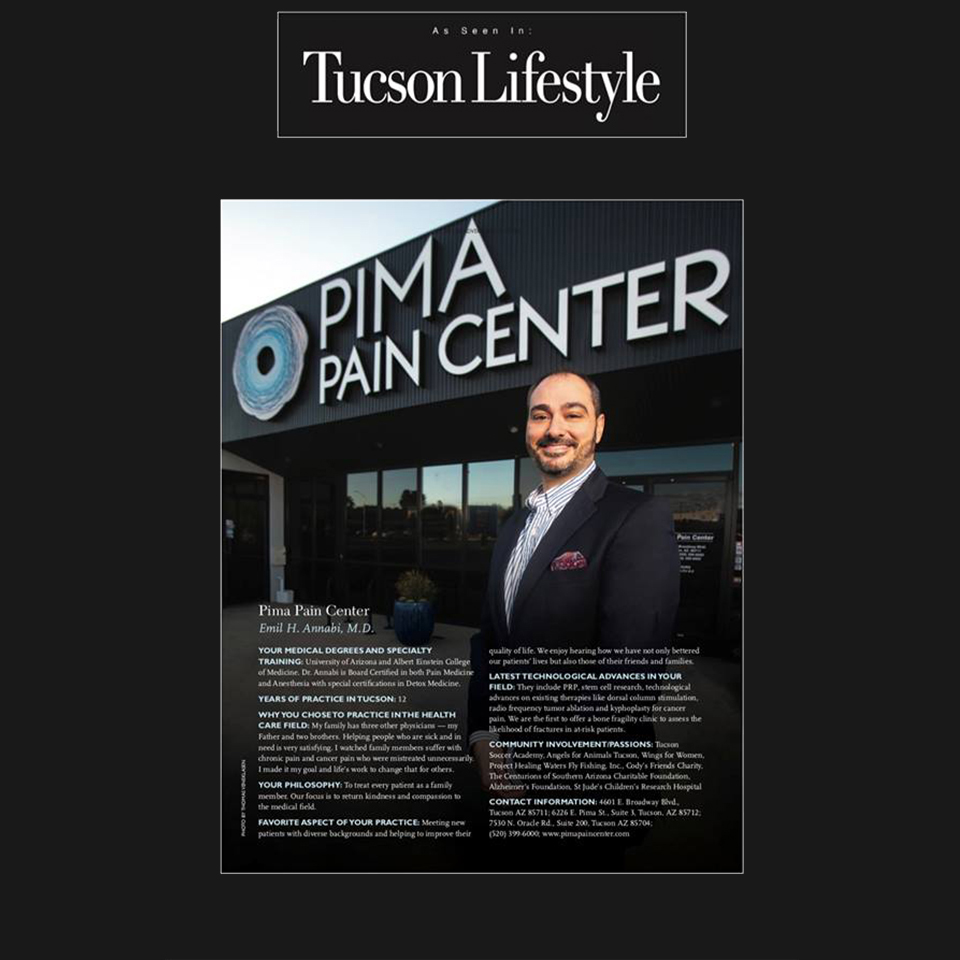 As Seen In:
Tucson Lifestyle
PIMA
PAIN CENTER
Pain Center
Pima Pain Center
Emil H. Annabi, M.D.
YOUR MEDICAL DEGREES AND SPECIALTY
TRAINING: University of Arizona and Albert Einstein College
of Medicine. Dr. Annabi is Board Certified in both Pain Medicine
and Anesthesia with special certifications in Detox Medicine.
YEARS OF PRACTICE IN TUCSON: 12
WHY YOU CHOSE TO PRACTICE IN THE HEALTH
CARE FIELD: My family has three other physicians — my
Father and two brothers. Helping people who are sick and in
need is very satisfying. I watched family members suffer with
chronic pain and cancer pain who were mistreated unnecessarily.
I made it my goal and life's work to change that for others.
YOUR PHILOSOPHY: To treat every patient as a family
member. Our focus is to return kindness and compassion to
the medical field.
FAVORITE ASPECT OF YOUR PRACTICE: Meeting new
patients with diverse backgrounds and helping to improve their
quality of life. We enjoy hearing how we have not only bettered
our patients' lives but also those of their friends and families.
LATEST TECHNOLOGICAL ADVANCES IN YOUR
FIELD: They include PRP, stem cell research, technological
advances on existing therapies like dorsal column stimulation,
radio frequency tumor ablation and kyphoplasty for cancer
pain. We are the first to offer a bone fragility clinic to assess the
likelihood of fractures in at-risk patients.
COMMUNITY INVOLVEMENT/PASSIONS: Tucson
Soccer Academy, Angels for Animals Tucson, Wings for Women,
Project Healing Waters Fly Fishing, Inc., Cody's Friends Charity,
The Centurions of Southern Arizona Charitable Foundation,
Alzheimer's Foundation, St Jude's Children's Research Hospital
CONTACT INFORMATION: 4601 E. Broadway Blvd.,
Tucson AZ 85711; 6226 E. Pima St., Suite 3, Tucson, AZ 85712;
7530 N. Oracle Rd., Suite 200, Tucson AZ 85704;
(520) 399-6000; www.pimapaincenter.com
PHOTO BY THOMAS